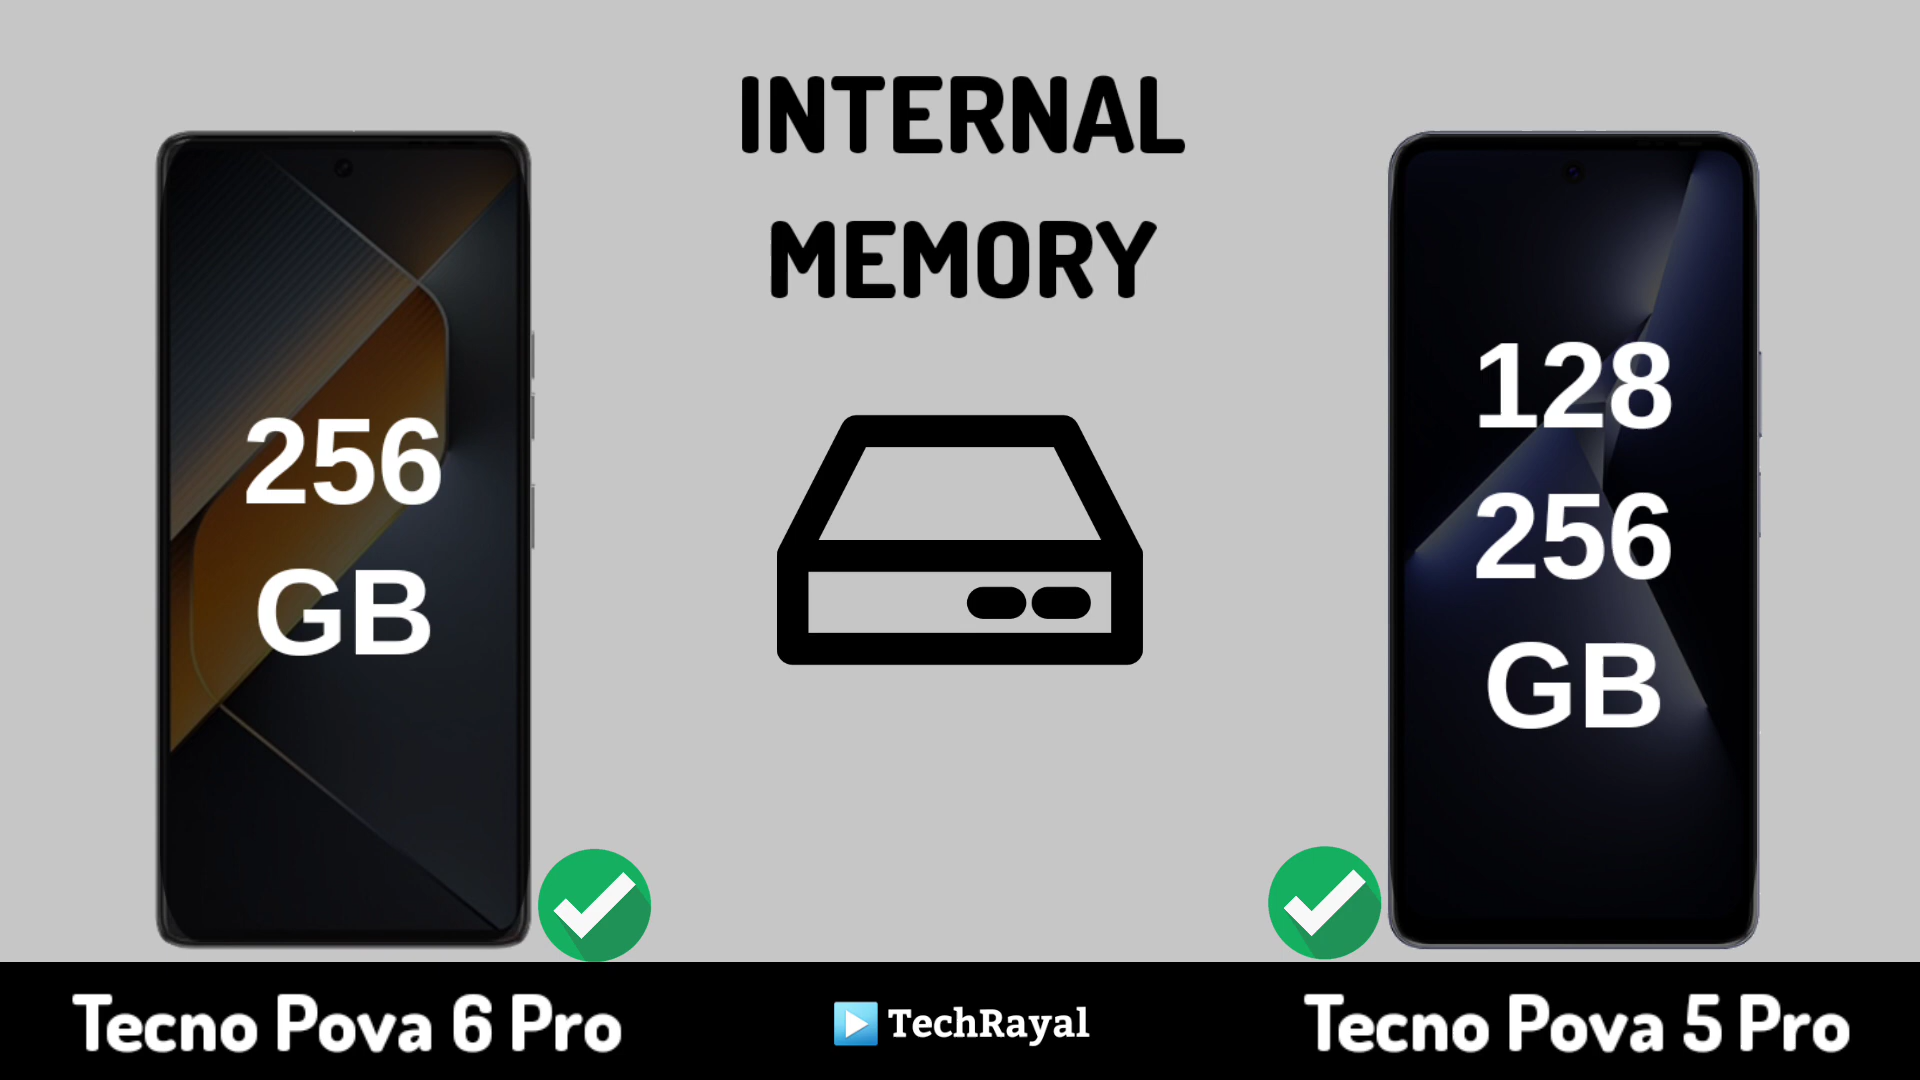 INTERNAL
MEMORY
256
GB
128
256
GB
Tecno Pova 6 Pro
TechRayal
Tecno Pova 5 Pro